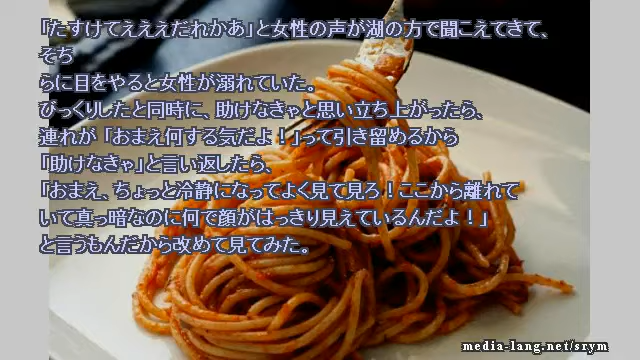 「たすけてえええだれかあ」と女性の声が湖の方で聞こえてきて、
そち
らに目をやると女性が溺れていた。
びっくりしたと同時に、助けなきゃと思い立ち上がったら、
連れが「おまえ何する気だよ！」って引き留めるから
「助けなきゃ」と言い返したら、
「おまえ、ちょっと冷静になってよく見て見ろ！ここから離れて
いて真っ暗なのに何で顔がはっきり見えているんだよ！」
と言うもんだから改めて見てみた。
media-lang.net/srym